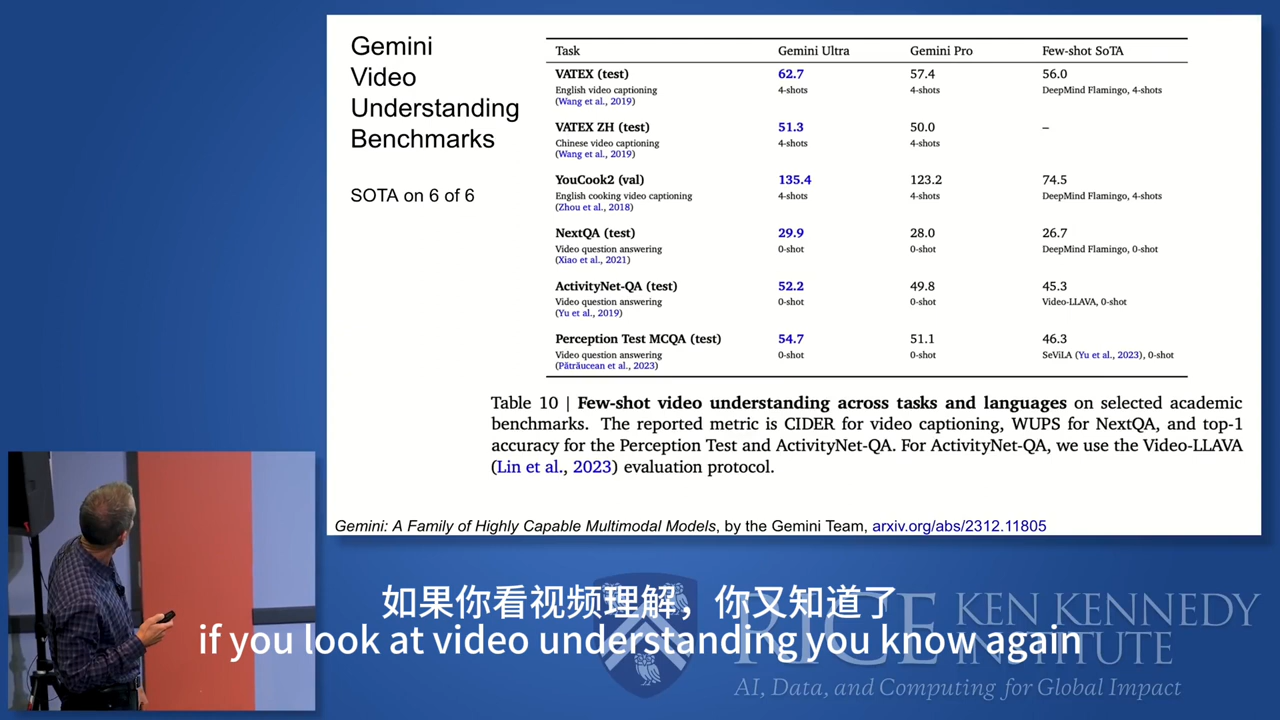 Gemini
Video
Understanding
Benchmarks
SOTA on 6 of 6
Task Gemini Ultra Gemini Pro Few-shot SoTA
VATEX (test) 62.7 57.4 56.0
English video captioning 4-shots 4-shots DeepMind Flamingo, 4-shots
(Wang et al., 2019)
VATEX ZH (test) 51.3 50.0 –
Chinese video captioning 4-shots 4-shots
(Wang et al., 2019)
YouCook2 (val) 135.4 123.2 74.5
English cooking video captioning 4-shots 4-shots DeepMind Flamingo, 4-shots
(Zhou et al., 2018)
NextQA (test) 29.9 28.0 26.7
Video question answering 0-shot 0-shot DeepMind Flamingo, 0-shot
(Xiao et al., 2021)
ActivityNet-QA (test) 52.2 49.8 45.3
Video question answering 0-shot 0-shot Video-LLAVA, 0-shot
(Yu et al., 2019)
Perception Test MCQA (test) 54.7 51.1 46.3
Video question answering 0-shot 0-shot SeViLA (Yu et al., 2023), 0-shot
(Pătrăucean et al., 2023)
Table 10 | Few-shot video understanding across tasks and languages on selected academic
benchmarks. The reported metric is CIDER for video captioning, WUPS for NextQA, and top-1
accuracy for the Perception Test and ActivityNet-QA. For ActivityNet-QA, we use the Video-LLAVA
(Lin et al., 2023) evaluation protocol.
Gemini: A Family of Highly Capable Multimodal Models, by the Gemini Team, arxiv.org/abs/2312.11805
如果你看视频理解，你又知道了
if you look at video understanding you know again
RICE KEN KENNEDY
INSTITUTE
AI, Data, and Computing for Global Impact